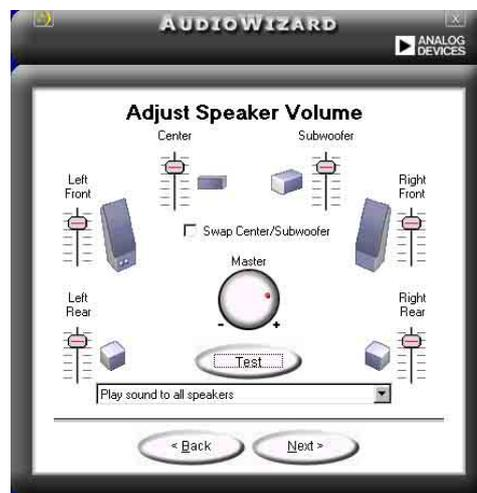 AUDIOWIZARD
X
ANALOG
DEVICES
Adjust Speaker Volume
Center
Subwoofer
Left
Front
Right
Front
Swap Center/Subwoofer
Master
Left
Rear
Right
Rear
- +
Test
Play sound to all speakers
< Back
Next >